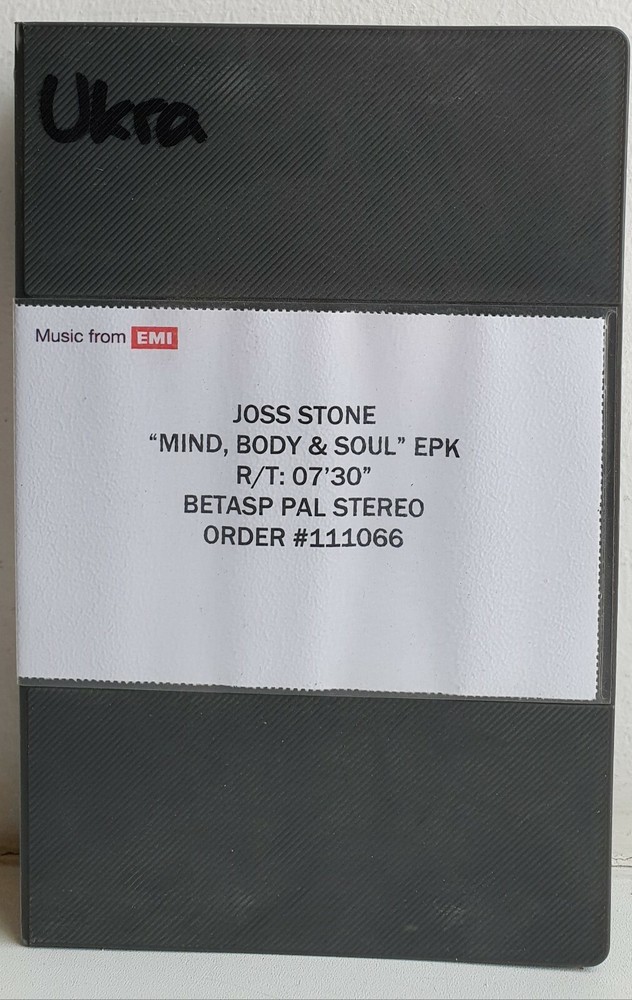 Ukra
Music from EMI
JOSS STONE
“MIND, BODY & SOUL” EPK
R/T: 07’30”
BETASP PAL STEREO
ORDER #111066